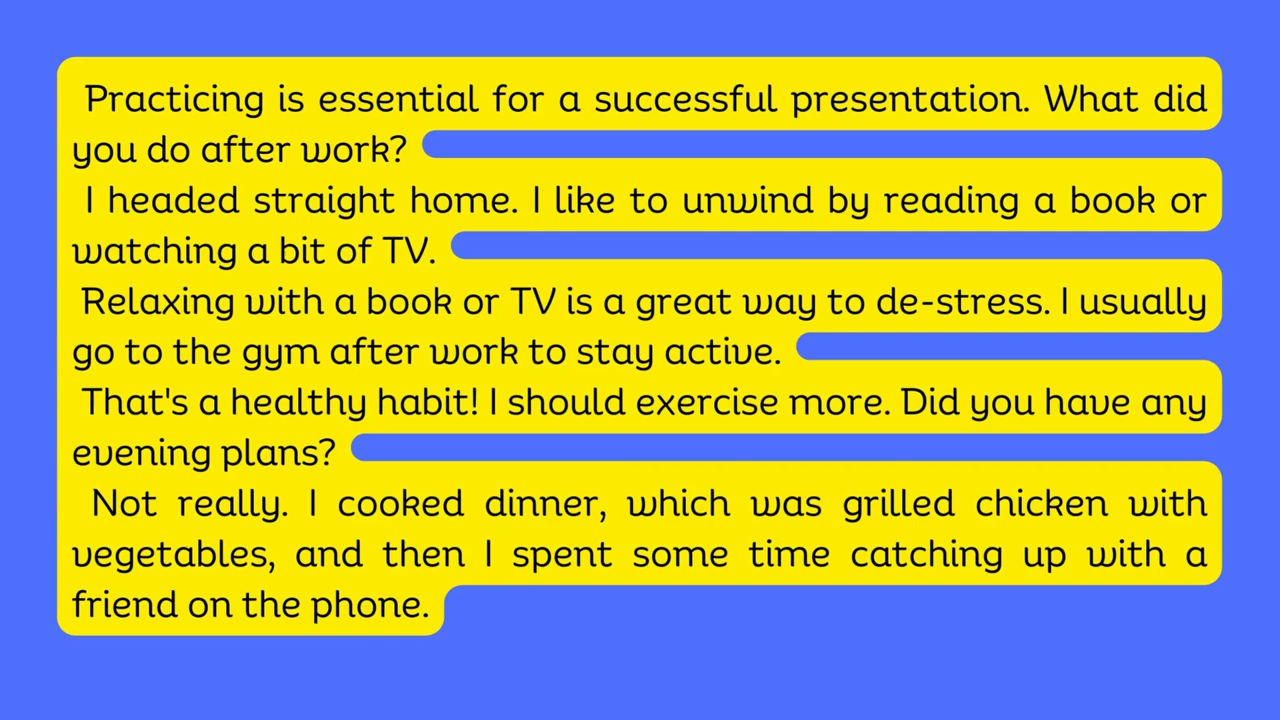 Practicing is essential for a successful presentation. What did
you do after work?
I headed straight home. I like to unwind by reading a book or
watching a bit of TV.
Relaxing with a book or TV is a great way to de-stress. I usually
go to the gym after work to stay active.
That's a healthy habit! I should exercise more. Did you have any
evening plans?
Not really. I cooked dinner, which was grilled chicken with
vegetables, and then I spent some time catching up with a
friend on the phone.